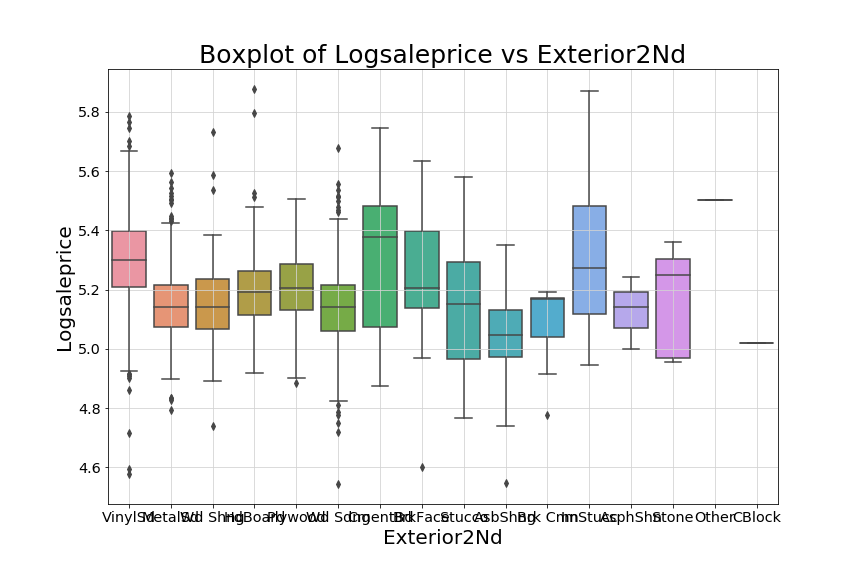 Boxplot of Logsaleprice vs Exterior2Nd
Logsaleprice
5.8
5.6
5.4
5.2
5.0
4.8
4.6
VinylSd MetalSd Wd Shng HdBoard Plywood Wd Sdng CmentBd BrkFace Stucco AsbShng Brk Cmn ImStucc AsphShn Stone Other CBlock
Exterior2Nd